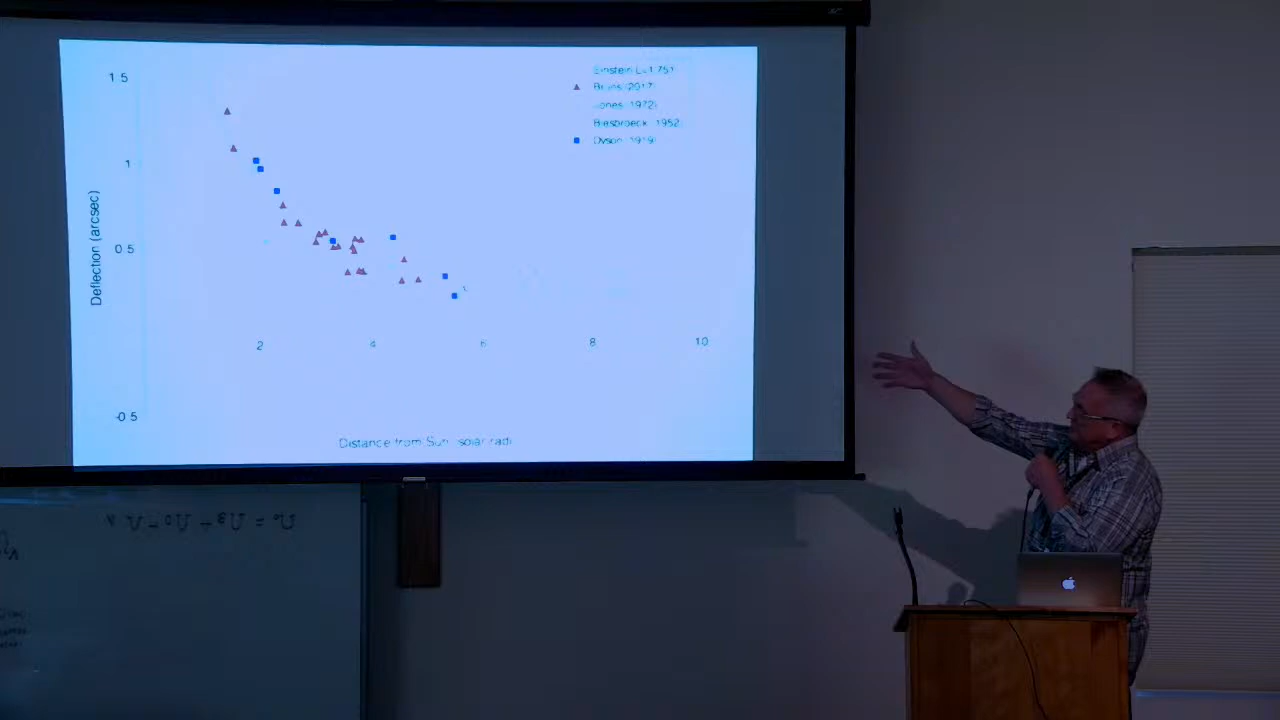 1.5
Einstein L=1.751
Bruns (2017)
Jones (1972)
Biesbroeck (1952)
Dyson (1919)
1
0.5
Deflection (arcsec)
2
4
6
8
10
-0.5
Distance from Sun, solar radii